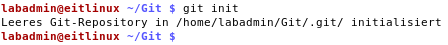 labadmin@eitlinux ~/Git $ git init
Leeres Git-Repository in /home/labadmin/Git/.git/ initialisiert
labadmin@eitlinux ~/Git $